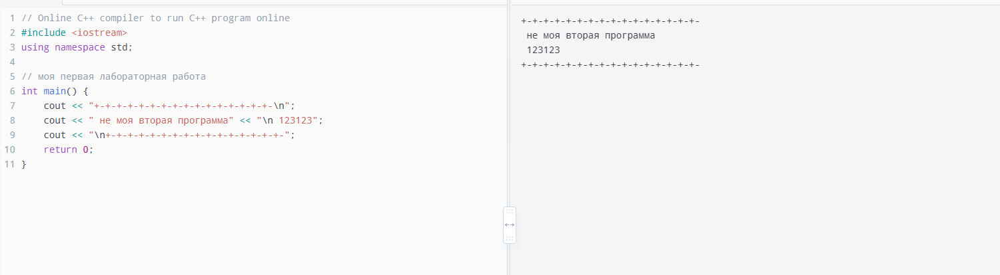 1 // Online C++ compiler to run C++ program online
2 #include <iostream>
3 using namespace std;
4
5 // моя первая лабораторная работа
6 int main() {
7     cout << "+-+-+-+-+-+-+-+-+-+-+-+-+-+-+-+-\n";
8     cout << " не моя вторая программа" << "\n 123123";
9     cout << "\n+-+-+-+-+-+-+-+-+-+-+-+-+-+-+-+-";
10     return 0;
11 }
+-+-+-+-+-+-+-+-+-+-+-+-+-+-+-+-
 не моя вторая программа
 123123
+-+-+-+-+-+-+-+-+-+-+-+-+-+-+-+-